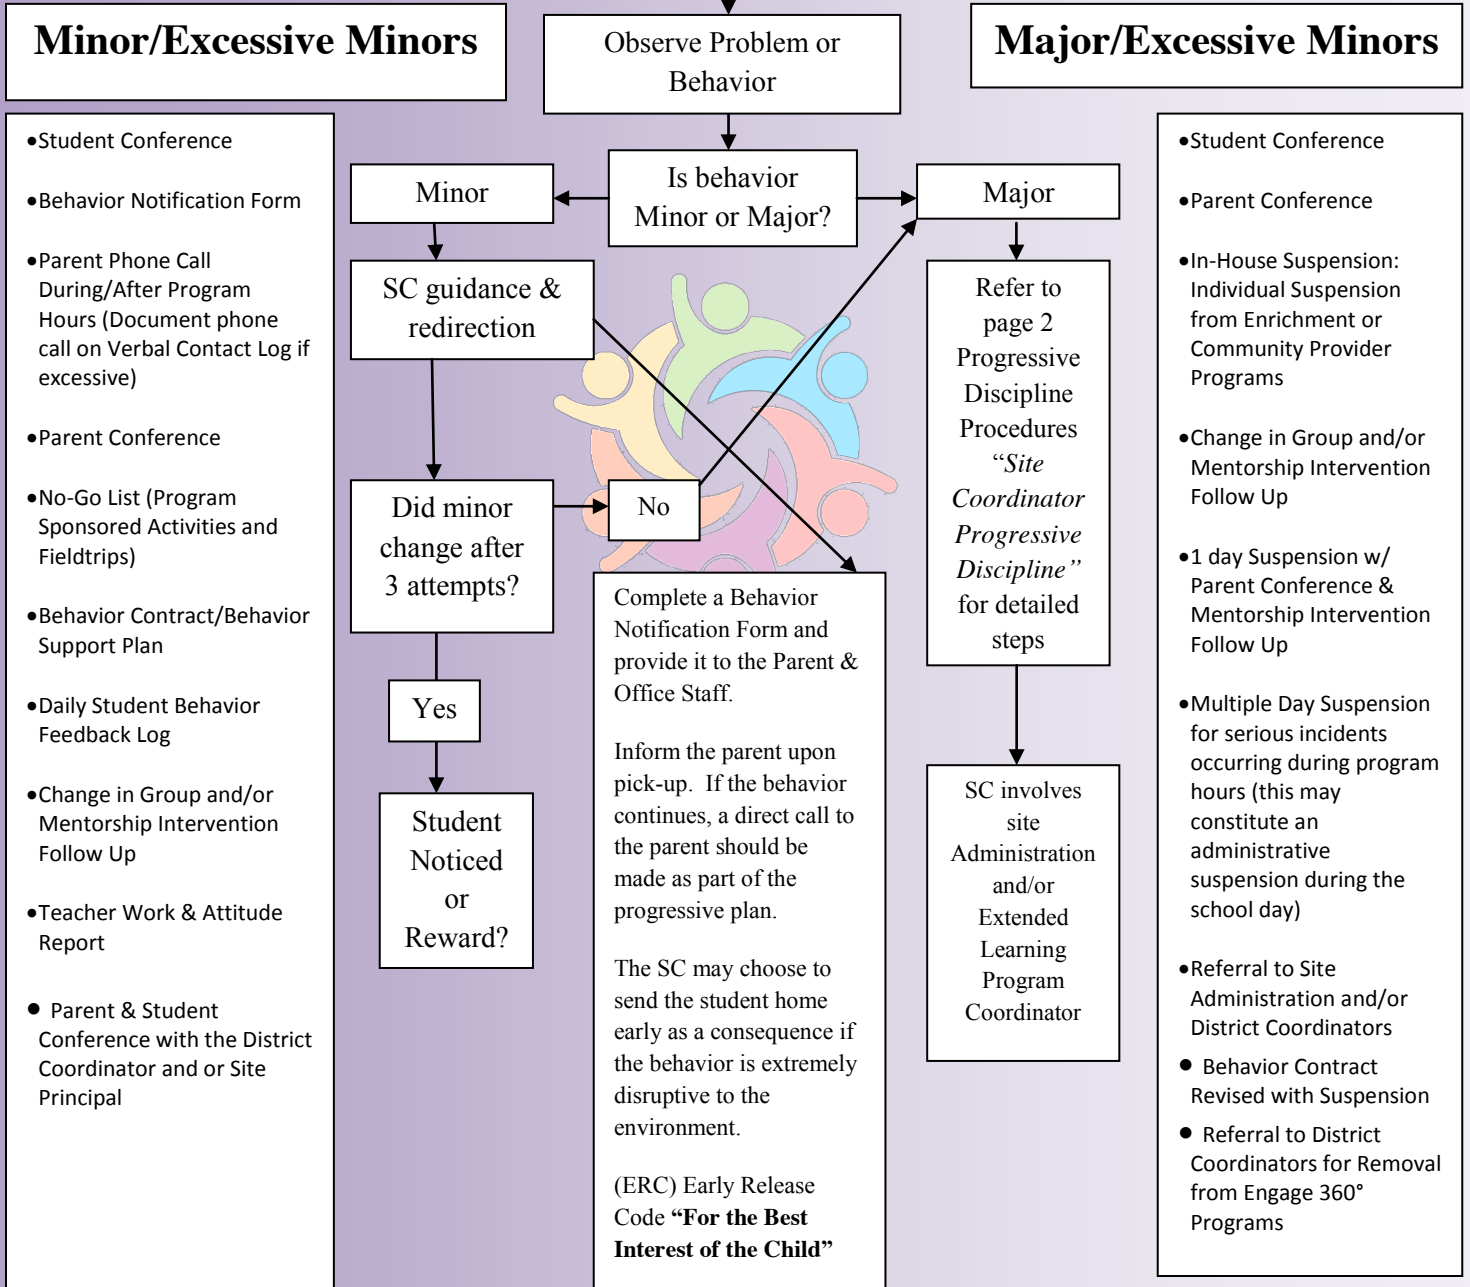 Minor/Excessive Minors
Observe Problem or
Behavior
Major/Excessive Minors
•Student Conference
•Behavior Notification Form
•Parent Phone Call
During/After Program
Hours (Document phone
call on Verbal Contact Log if
excessive)
•Parent Conference
•No-Go List (Program
Sponsored Activities and
Fieldtrips)
•Behavior Contract/Behavior
Support Plan
•Daily Student Behavior
Feedback Log
•Change in Group and/or
Mentorship Intervention
Follow Up
•Teacher Work & Attitude
Report
• Parent & Student
Conference with the District
Coordinator and or Site
Principal
Minor
Is behavior
Minor or Major?
Major
SC guidance &
redirection
Did minor
change after
3 attempts?
No
Yes
Student
Noticed
or
Reward?
Complete a Behavior
Notification Form and
provide it to the Parent &
Office Staff.
Inform the parent upon
pick-up.  If the behavior
continues, a direct call to
the parent should be
made as part of the
progressive plan.
The SC may choose to
send the student home
early as a consequence if
the behavior is extremely
disruptive to the
environment.
(ERC) Early Release
Code “For the Best
Interest of the Child”
Refer to
page 2
Progressive
Discipline
Procedures
“Site
Coordinator
Progressive
Discipline”
for detailed
steps
SC involves
site
Administration
and/or
Extended
Learning
Program
Coordinator
•Student Conference
•Parent Conference
•In-House Suspension:
Individual Suspension
from Enrichment or
Community Provider
Programs
•Change in Group and/or
Mentorship Intervention
Follow Up
•1 day Suspension w/
Parent Conference &
Mentorship Intervention
Follow Up
•Multiple Day Suspension
for serious incidents
occurring during program
hours (this may
constitute an
administrative
suspension during the
school day)
•Referral to Site
Administration and/or
District Coordinators
• Behavior Contract
Revised with Suspension
• Referral to District
Coordinators for Removal
from Engage 360°
Programs